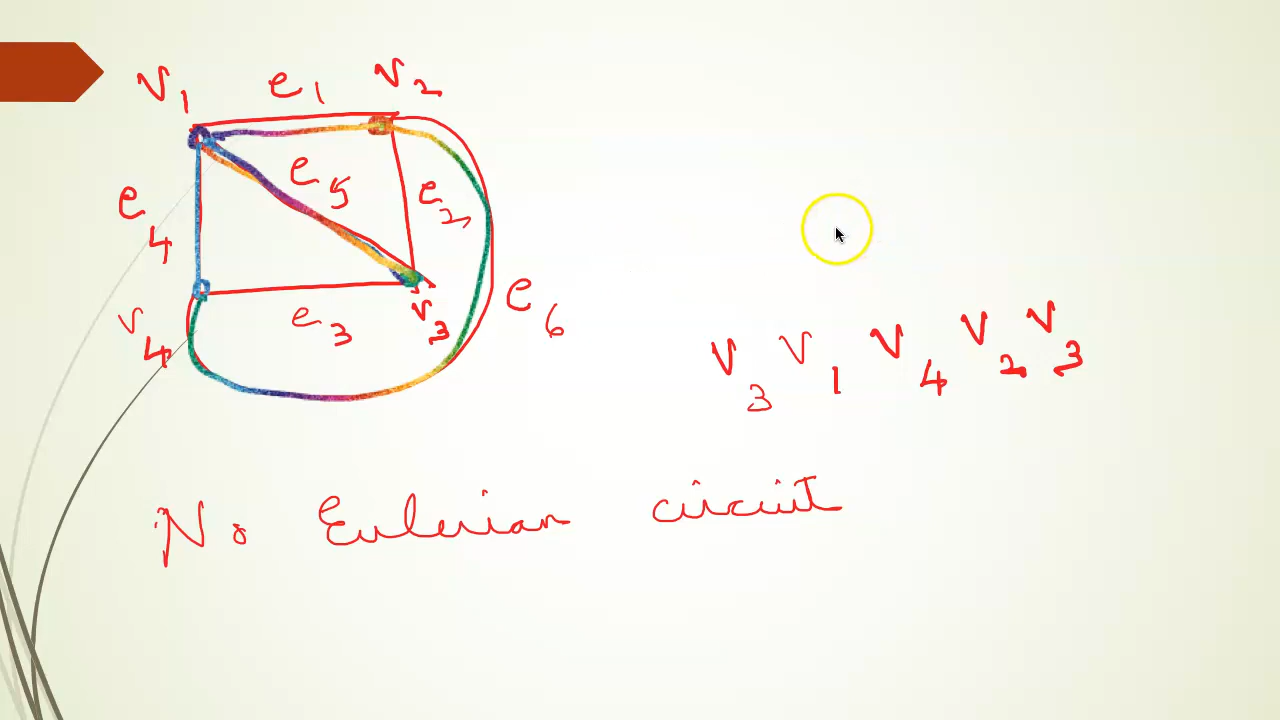 v1 e1 v2
e5
e4 e2
e6
v4 e3 v3
v3 v1 v4 v2 v3
No Eulerian circuit